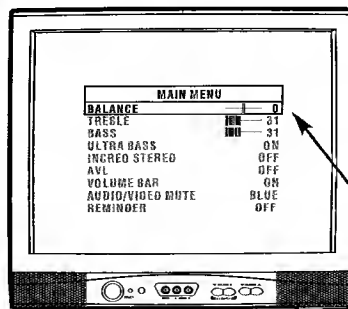 MAIN MENU
BALANCE 0
TREBLE 31
BASS 31
ULTRA BASS ON
INCREO STEREO OFF
AVL OFF
VOLUME BAR ON
AUDIO/VIDEO MUTE BLUE
REMINDER OFF